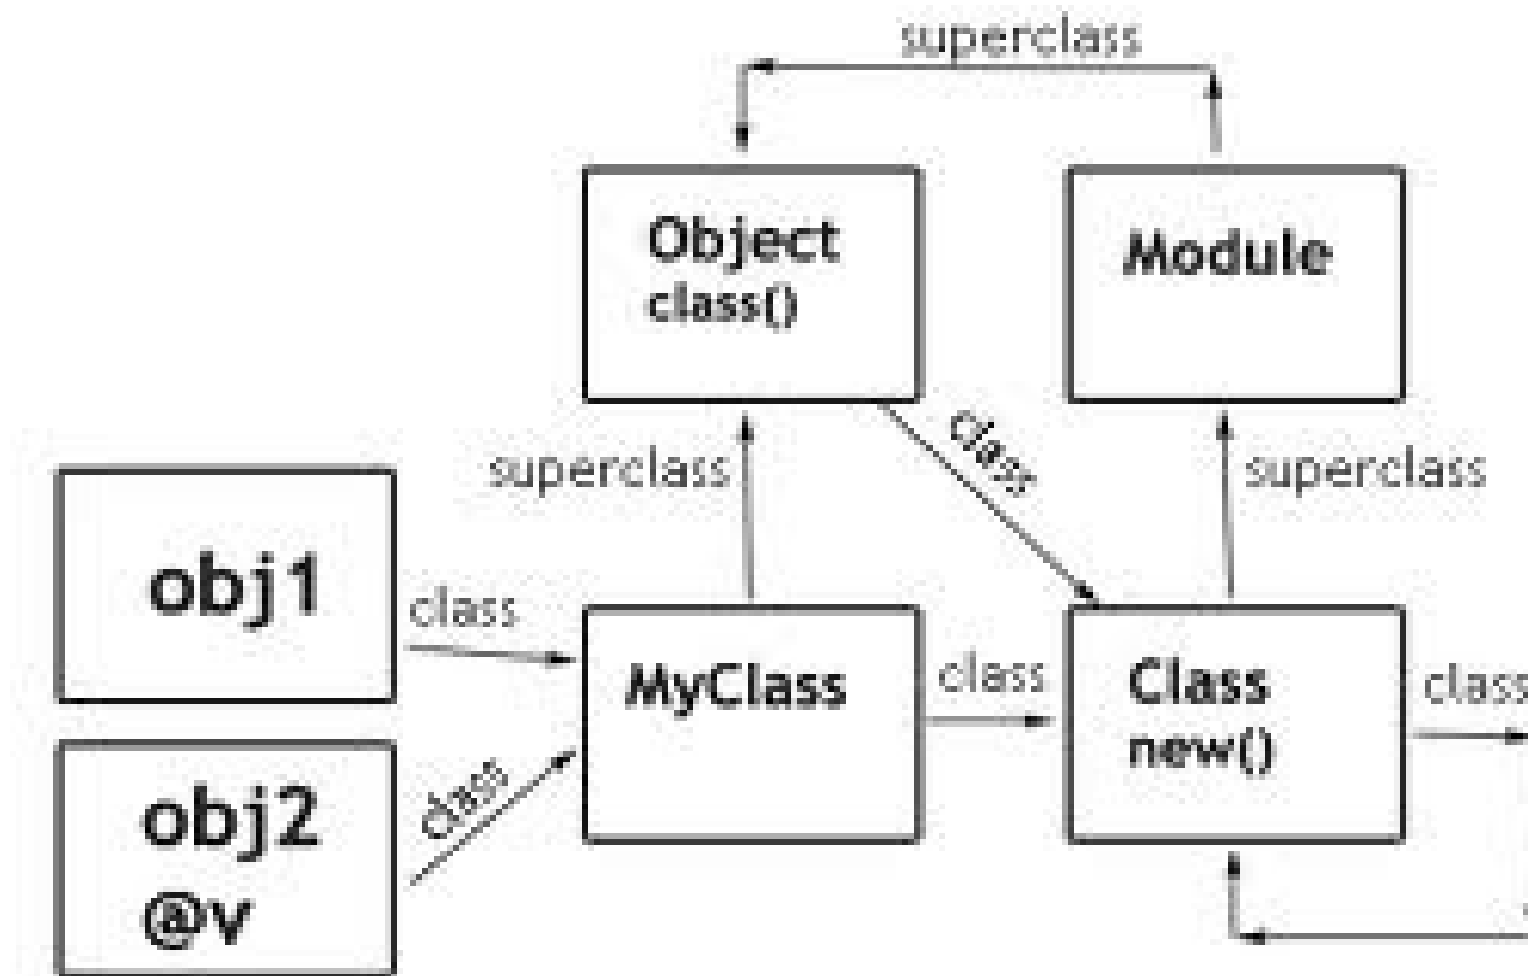 superclass
Object
class()
Module
class
superclass
superclass
obj1
class
MyClass
class
Class
new()
class
obj2
@v
class